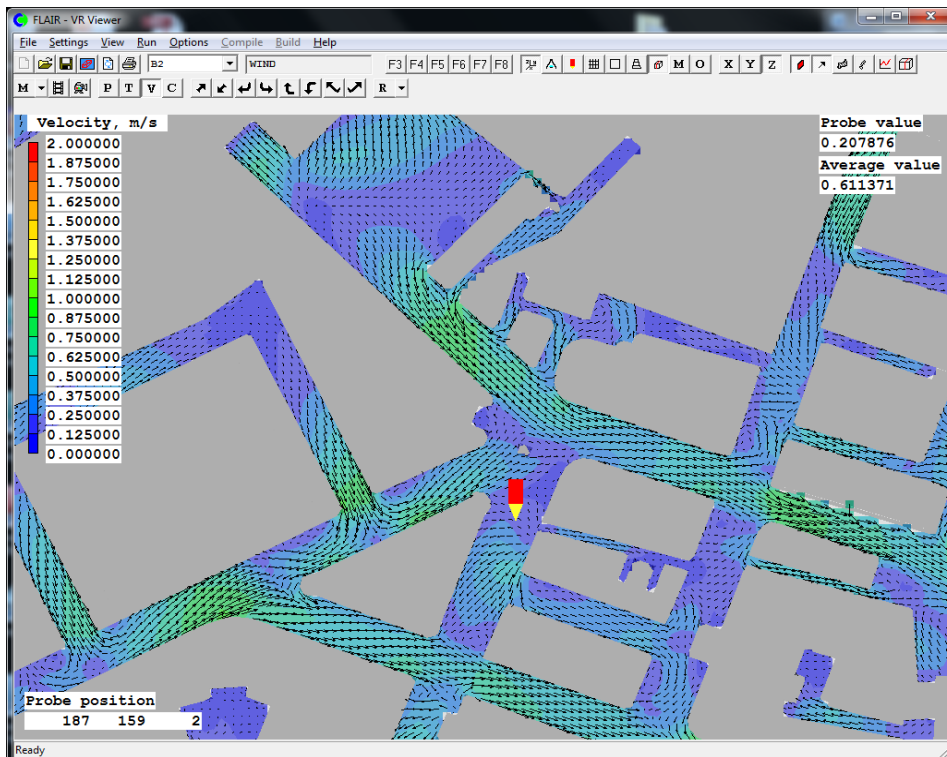 FLAIR - VR Viewer
File Settings View Run Options Compile Build Help
B2 WIND F3 F4 F5 F6 F7 F8 M O X Y Z
M P T V C R
Velocity, m/s
2.000000
1.875000
1.750000
1.625000
1.500000
1.375000
1.250000
1.125000
1.000000
0.875000
0.750000
0.625000
0.500000
0.375000
0.250000
0.125000
0.000000
Probe value
0.207876
Average value
0.611371
Probe position
187 159 2
Ready